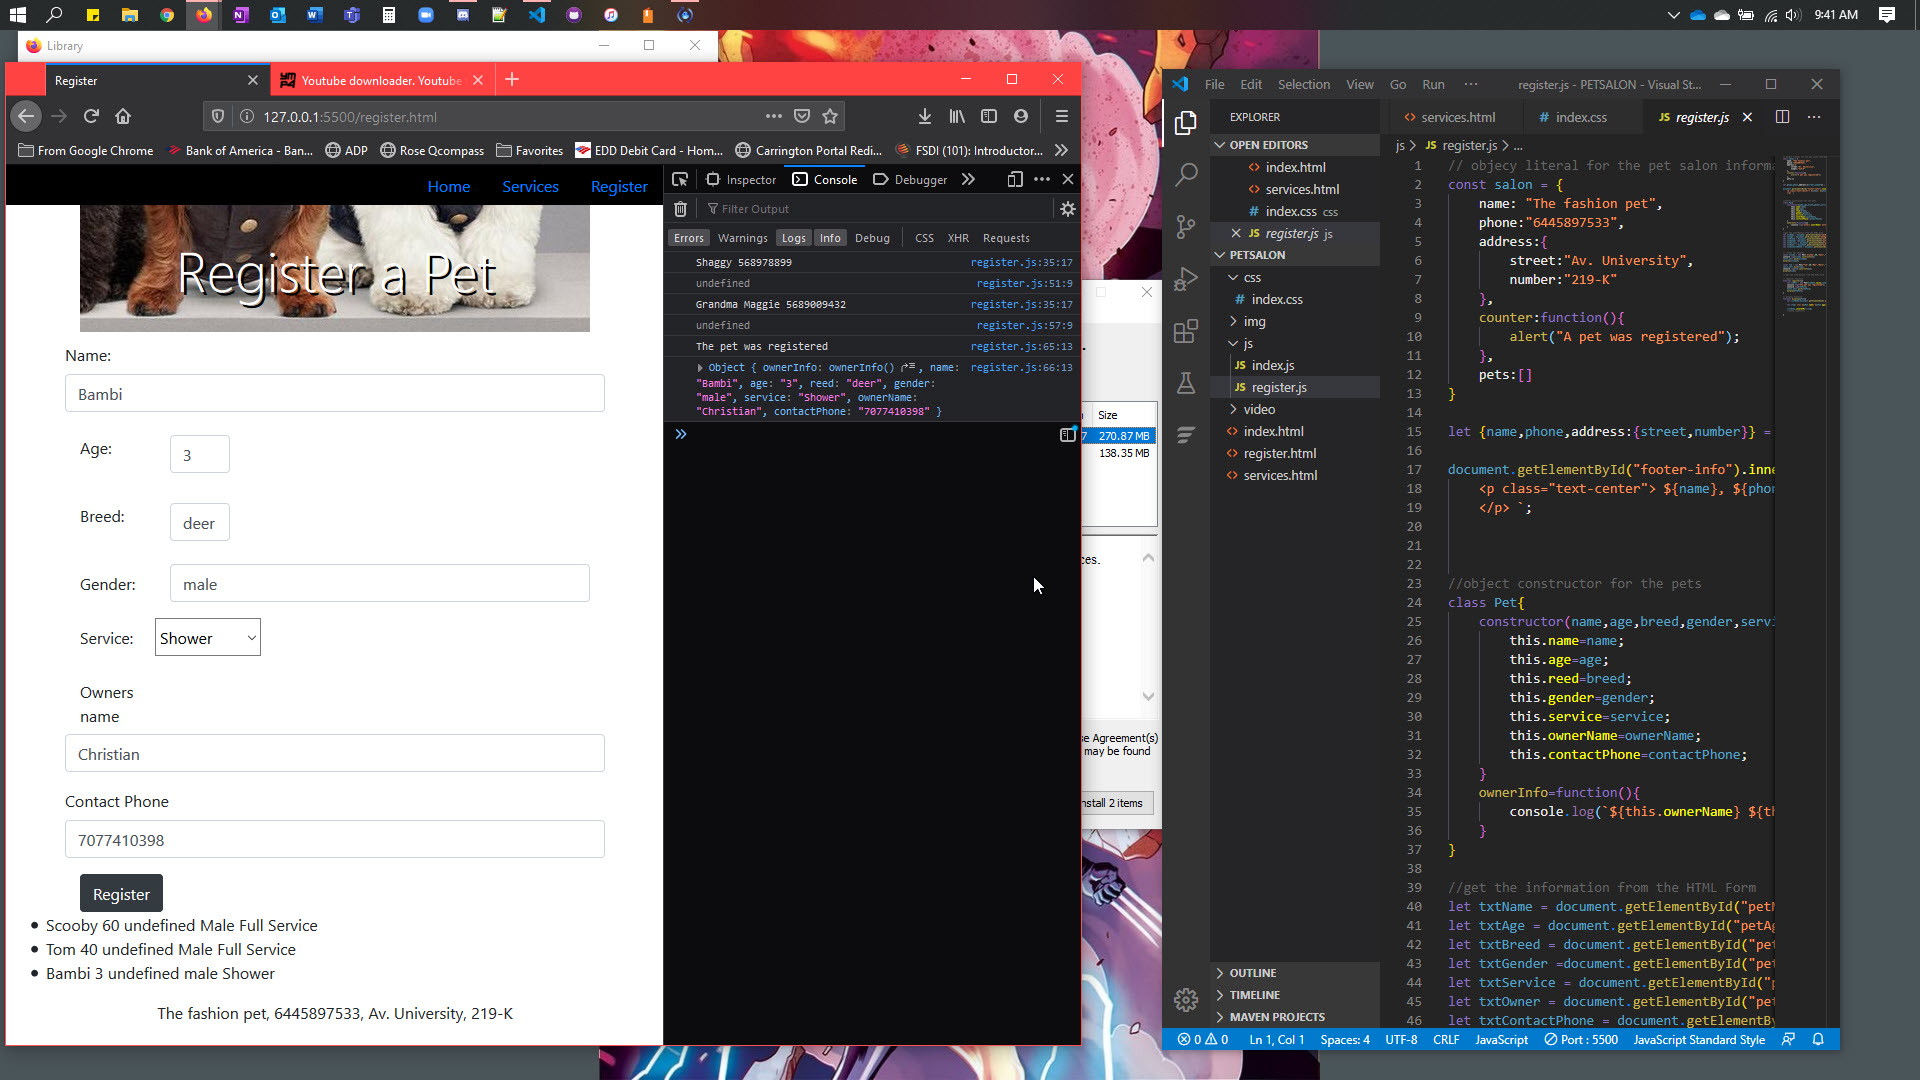 9:41 AM
Library
Register
Youtube downloader. Youtube
127.0.0.1:5500/register.html
From Google Chrome
Bank of America - Ban...
ADP
Rose Qcompass
Favorites
EDD Debit Card - Hom...
Carrington Portal Redi...
FSDI (101): Introductor...
Home Services Register
Register a Pet
Name:
Bambi
Age:
3
Breed:
deer
Gender:
male
Service:
Shower
Owners
name
Christian
Contact Phone
7077410398
Register
Scooby 60 undefined Male Full Service
Tom 40 undefined Male Full Service
Bambi 3 undefined male Shower
The fashion pet, 6445897533, Av. University, 219-K
Inspector Console Debugger
Filter Output
Errors Warnings Logs Info Debug CSS XHR Requests
Shaggy 568978899 register.js:35:17
undefined register.js:51:9
Grandma Maggie 5689009432 register.js:35:17
undefined register.js:57:9
The pet was registered register.js:65:13
Object { ownerInfo: ownerInfo(), name: register.js:66:13
"Bambi", age: "3", reed: "deer", gender:
"male", service: "Shower", ownerName:
"Christian", contactPhone: "7077410398" }
Size
7 270.87 MB
138.35 MB
ces.
se Agreement(s)
may be found
nstall 2 items
File Edit Selection View Go Run ··· register.js - PETSALON - Visual St...
EXPLORER
OPEN EDITORS
index.html
services.html
index.css css
JS register.js js
PETSALON
css
index.css
img
js
JS index.js
JS register.js
video
index.html
register.html
services.html
OUTLINE
TIMELINE
MAVEN PROJECTS
services.html
index.css
JS register.js
js > JS register.js > ...
1 // objecy literal for the pet salon informa
2 const salon = {
3 name: "The fashion pet",
4 phone:"6445897533",
5 address:{
6 street:"Av. University",
7 number:"219-K"
8 },
9 counter:function(){
10 alert("A pet was registered");
11 },
12 pets:[]
13 }
14
15 let {name,phone,address:{street,number}} =
16
17 document.getElementById("footer-info").inne
18 <p class="text-center"> ${name}, ${phon
19 </p> `;
20
21
22
23 //object constructor for the pets
24 class Pet{
25 constructor(name,age,breed,gender,servi
26 this.name=name;
27 this.age=age;
28 this.reed=breed;
29 this.gender=gender;
30 this.service=service;
31 this.ownerName=ownerName;
32 this.contactPhone=contactPhone;
33 }
34 ownerInfo=function(){
35 console.log(`${this.ownerName} ${th
36 }
37 }
38
39 //get the information from the HTML Form
40 let txtName = document.getElementById("petN
41 let txtAge = document.getElementById("petAg
42 let txtBreed = document.getElementById("pet
43 let txtGender =document.getElementById("pet
44 let txtService = document.getElementById("p
45 let txtOwner = document.getElementById("pet
46 let txtContactPhone = document.getElementBy
0 0 Ln 1, Col 1 Spaces: 4 UTF-8 CRLF JavaScript Port : 5500 JavaScript Standard Style